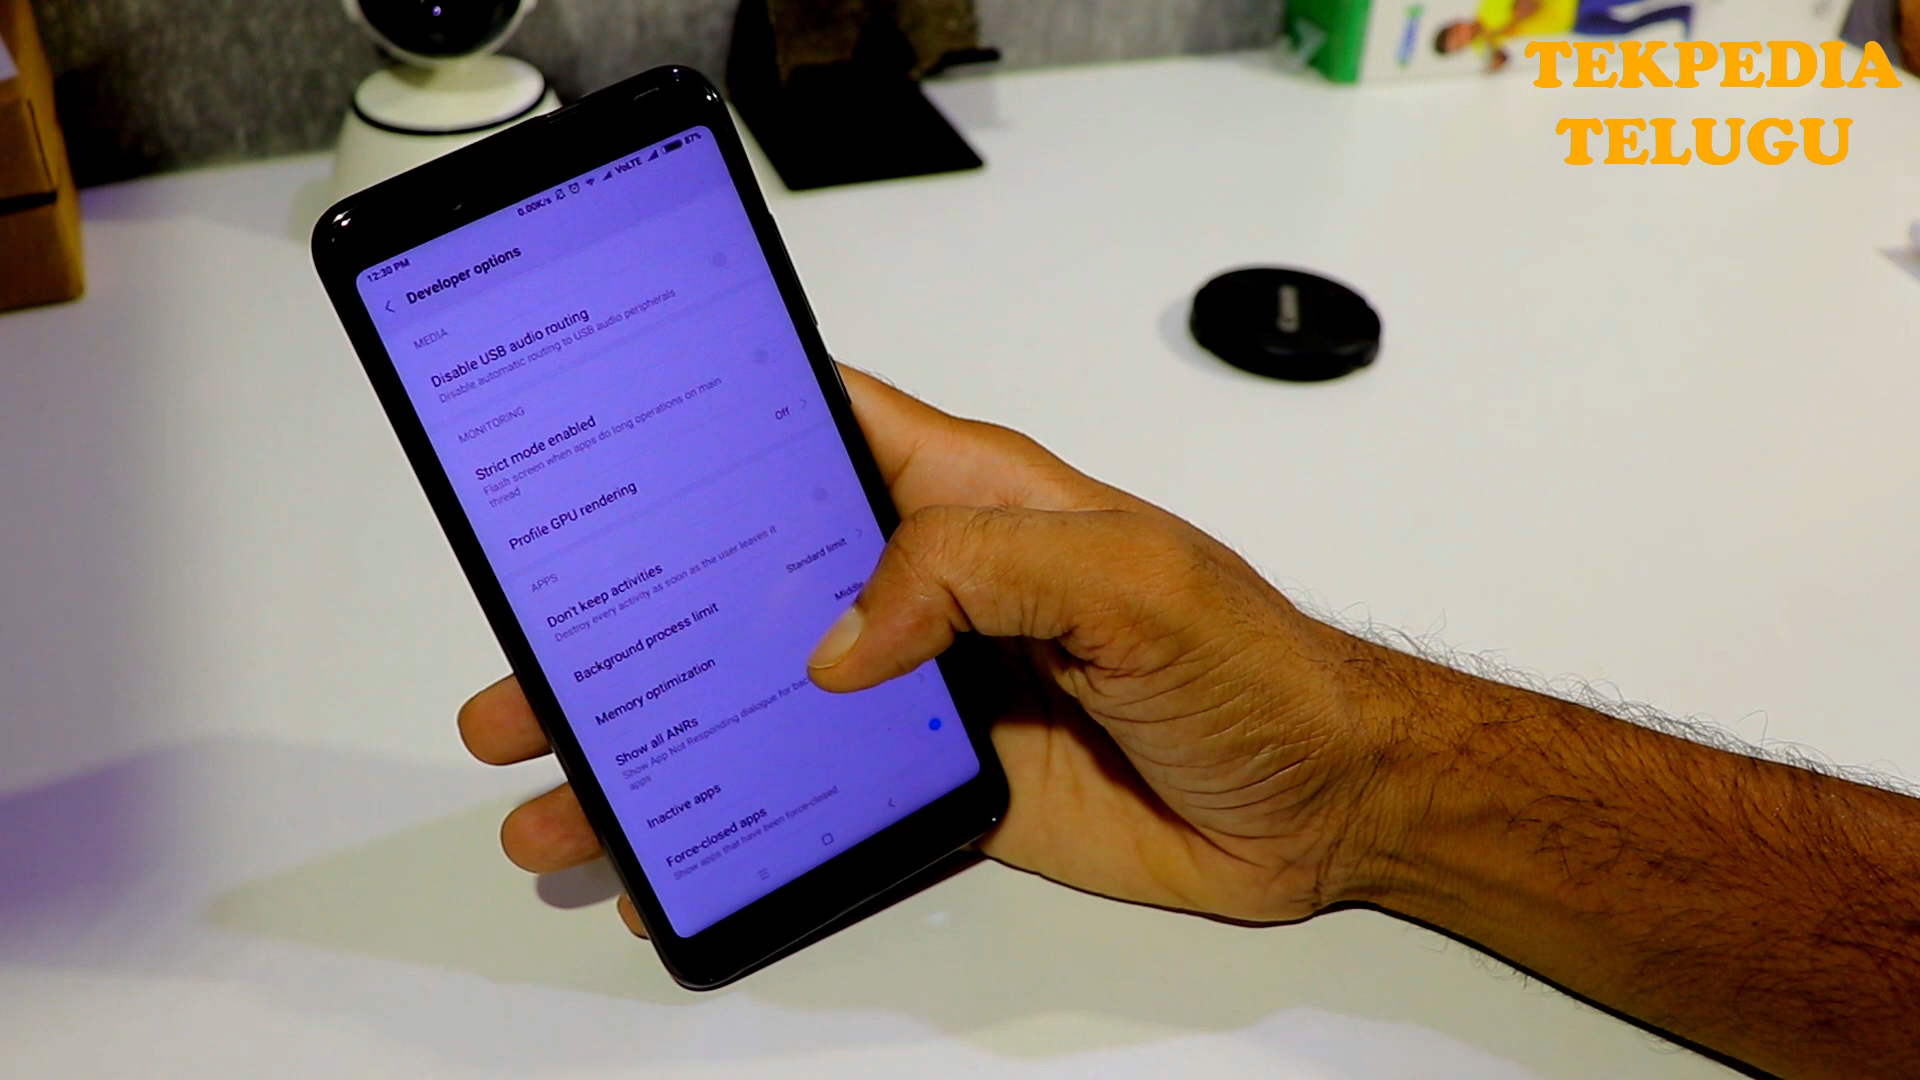 TEKPEDIA
TELUGU
12:30 PM 0.00K/s VoLTE 87%
Developer options
MEDIA
Disable USB audio routing
Disable automatic routing to USB audio peripherals
MONITORING
Strict mode enabled
Flash screen when apps do long operations on main
thread
Profile GPU rendering Off
APPS
Don't keep activities
Destroy every activity as soon as the user leaves it
Background process limit Standard limit
Memory optimization Middle
Show all ANRs
Show App Not Responding dialogue for
apps
Inactive apps
Force-closed apps
Show apps that have been force-closed
Canon